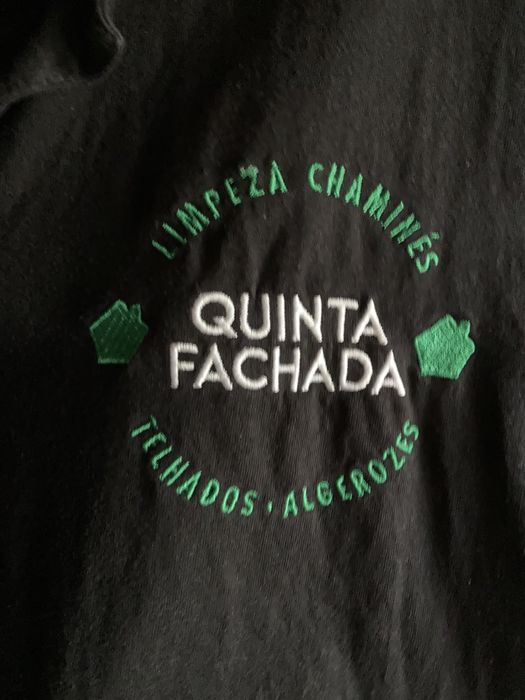 LIMPEZA CHAMINÉS
QUINTA
FACHADA
TELHADOS · ALGEROZES